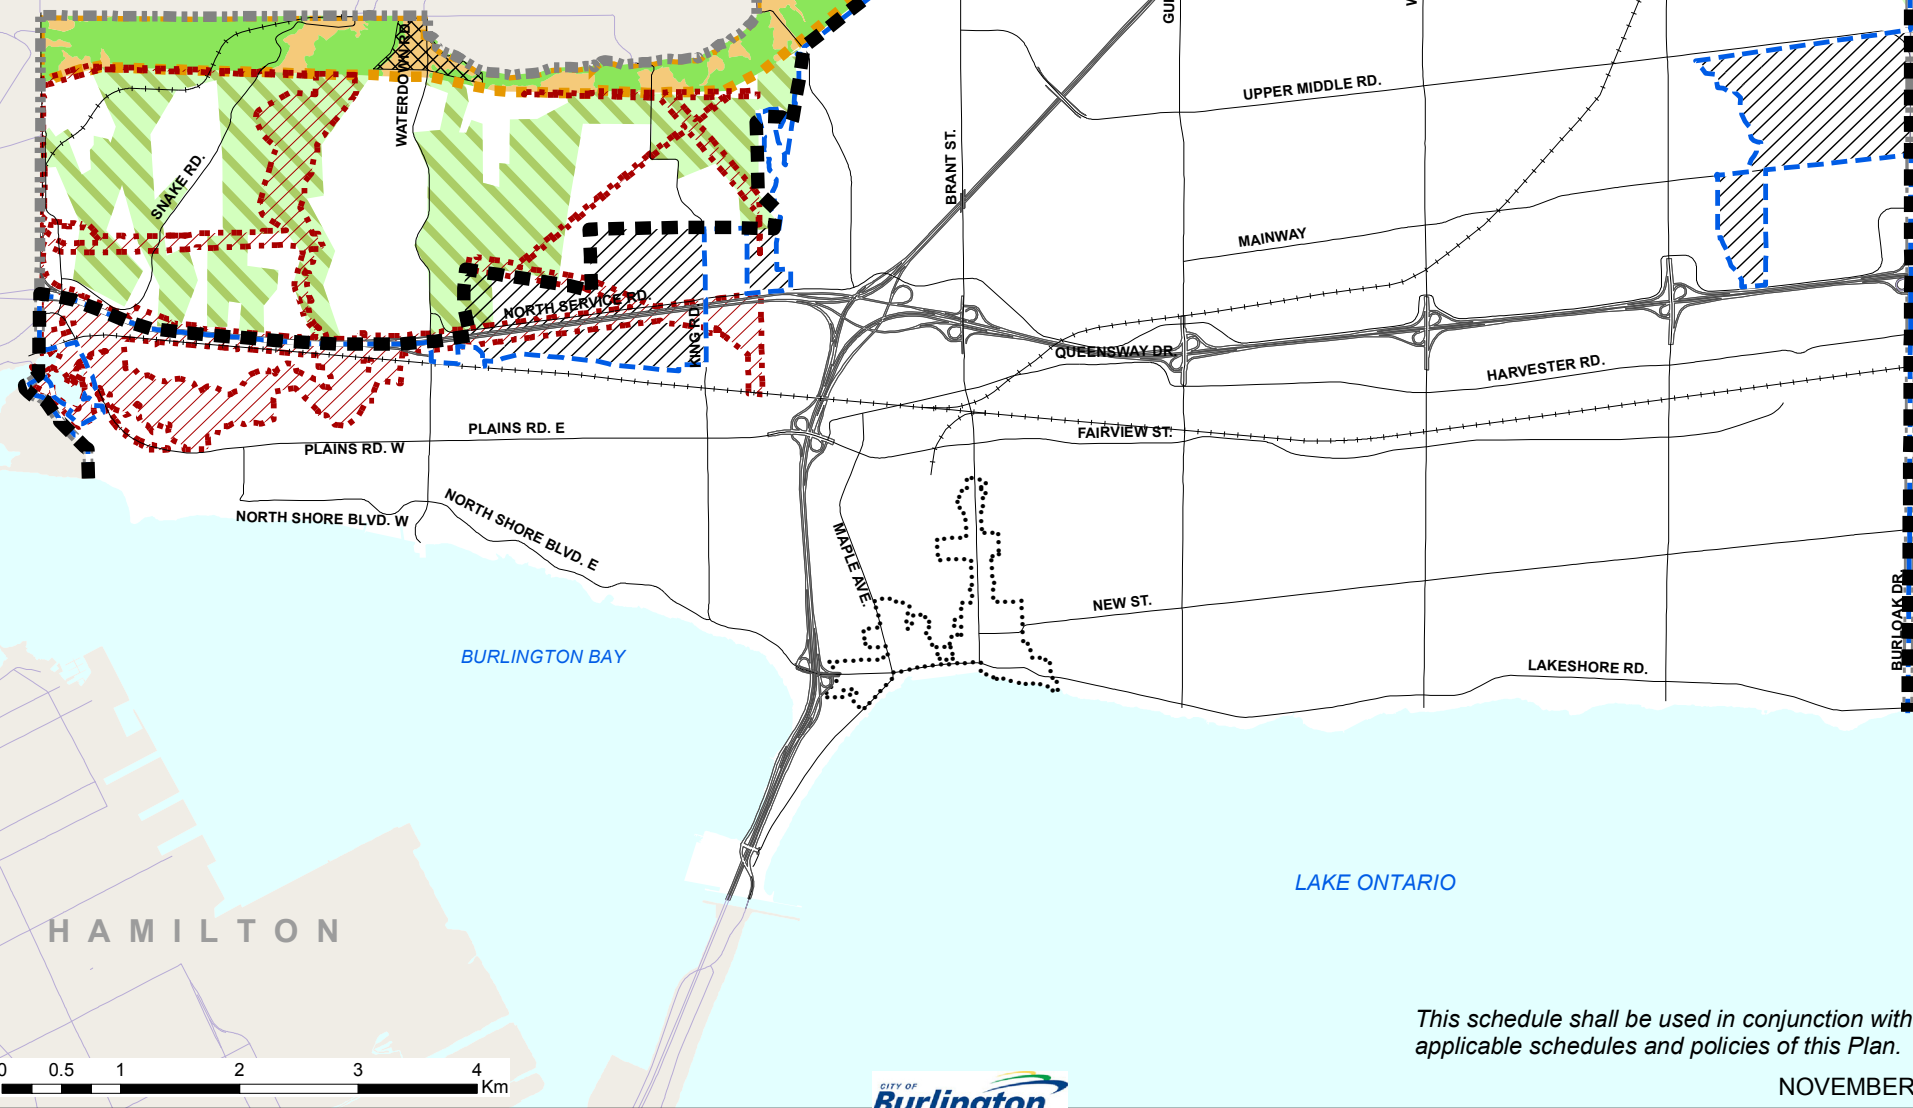 GU
WATERDOWN RD.
UPPER MIDDLE RD.
BRANT ST.
SNAKE RD.
MAINWAY
NORTH SERVICE RD.
KING RD.
QUEENSWAY DR.
HARVESTER RD.
PLAINS RD. E
FAIRVIEW ST.
PLAINS RD. W
NORTH SHORE BLVD. W
NORTH SHORE BLVD. E
MAPLE AVE.
NEW ST.
BURLOAK DR.
BURLINGTON BAY
LAKESHORE RD.
LAKE ONTARIO
HAMILTON
This schedule shall be used in conjunction with
applicable schedules and policies of this Plan.
0 0.5 1 2 3 4
Km
CITY OF
Burlington
NOVEMBER